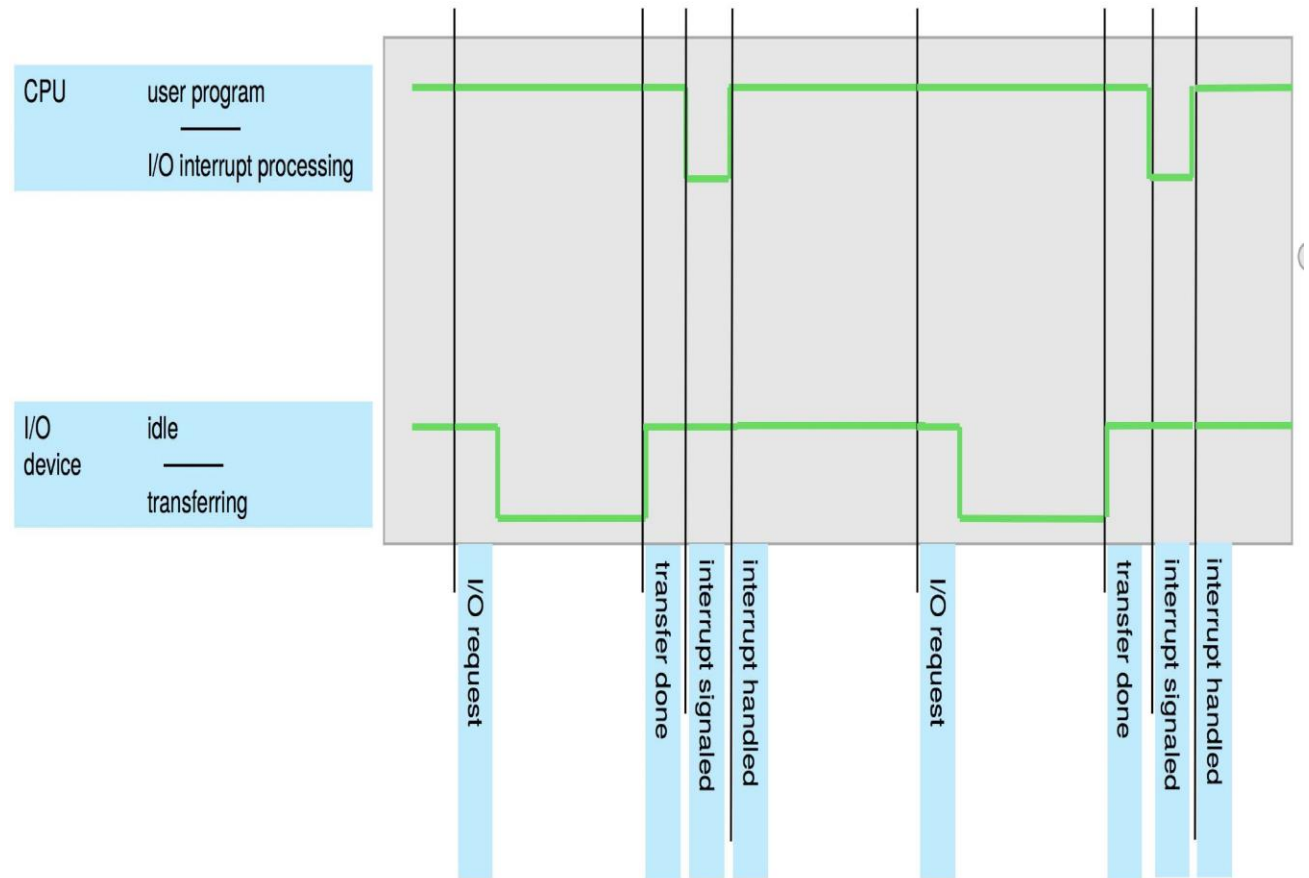 CPU
user program
I/O interrupt processing
I/O
device
idle
transferring
I/O request
transfer done
interrupt signaled
interrupt handled
I/O request
transfer done
interrupt signaled
interrupt handled